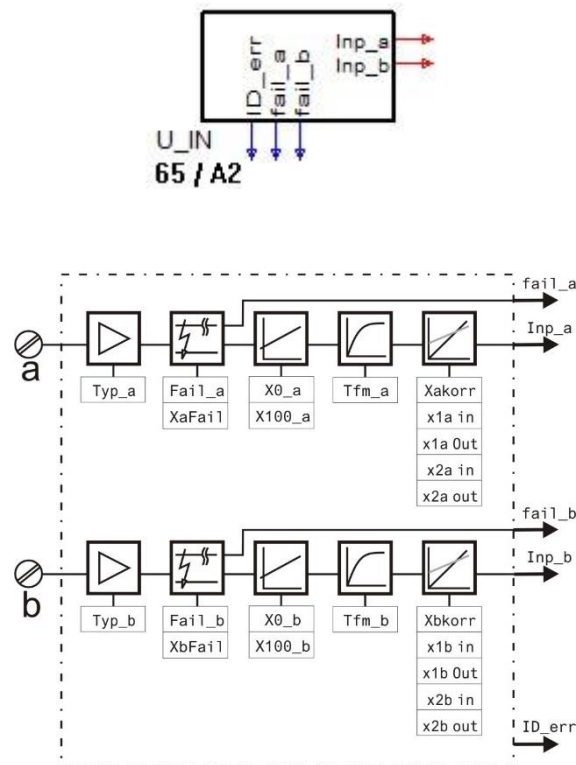 Inp_a
Inp_b
ID_err
fail_a
fail_b
U_IN
65 / A2
fail_a
Inp_a
a
Typ_a
Fail_a
X0_a
Tfm_a
Xakorr
XaFail
X100_a
x1a in
x1a Out
x2a in
x2a out
fail_b
Inp_b
b
Typ_b
Fail_b
X0_b
Tfm_b
Xbkorr
XbFail
X100_b
x1b in
x1b Out
x2b in
x2b out
ID_err